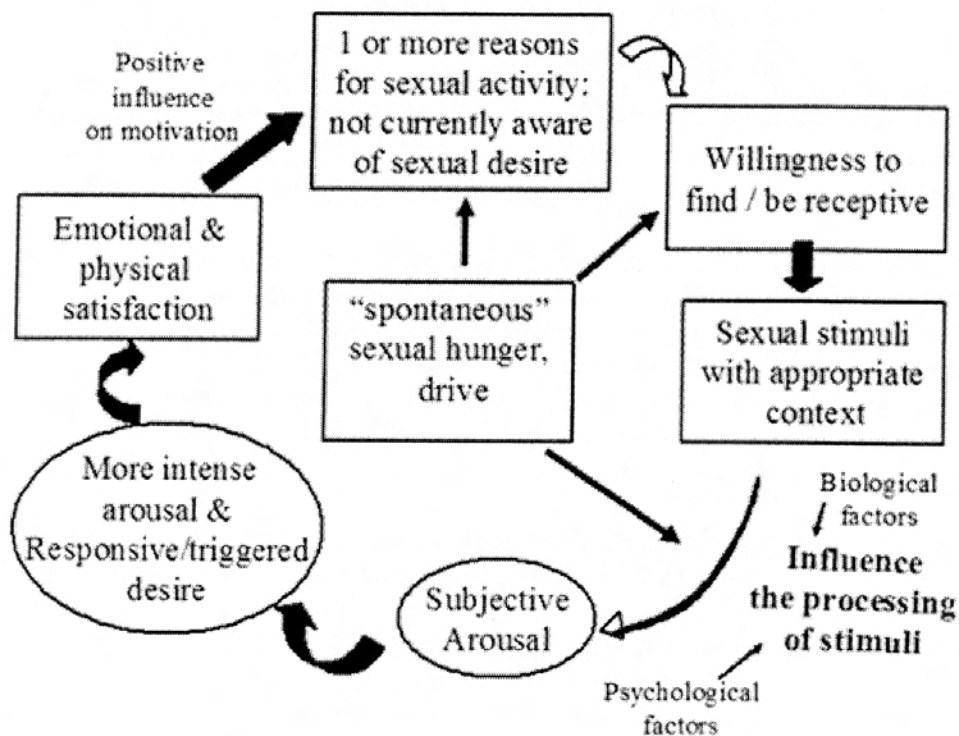 Positive
influence
on motivation
1 or more reasons
for sexual activity:
not currently aware
of sexual desire
Willingness to
find / be receptive
Emotional &
physical
satisfaction
“spontaneous”
sexual hunger,
drive
Sexual stimuli
with appropriate
context
More intense
arousal &
Responsive/triggered
desire
Subjective
Arousal
Biological
factors
Influence
the processing
of stimuli
Psychological
factors